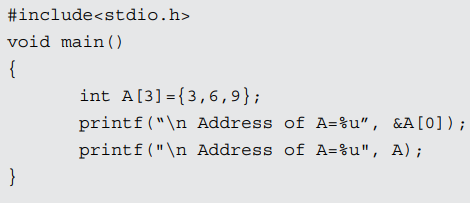 #include<stdio.h>
void main()
{
int A[3]={3,6,9};
printf(“\n Address of A=%u”, &A[0]);
printf("\n Address of A=%u", A);
}